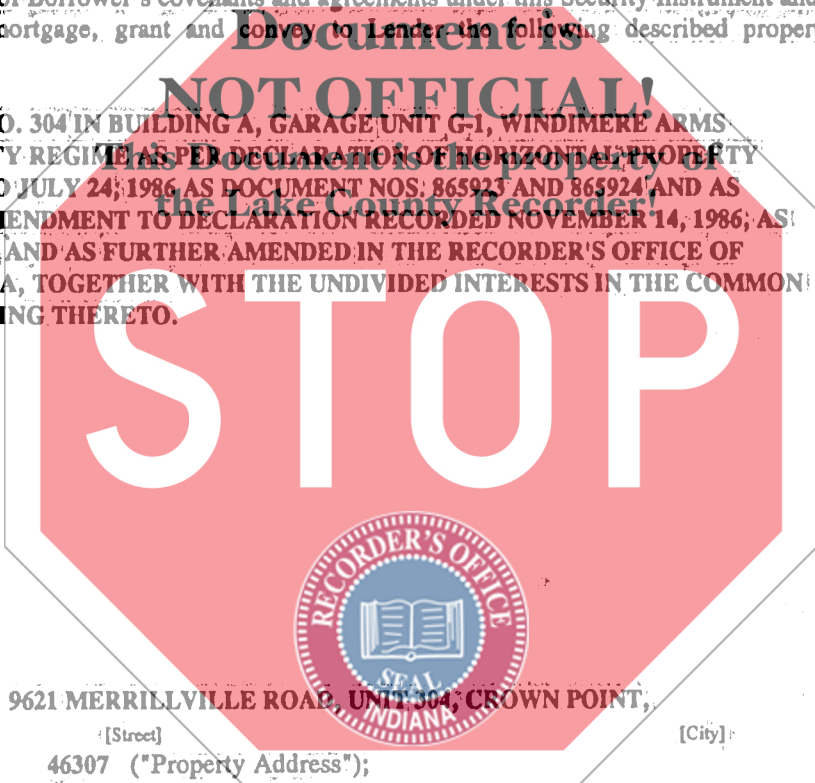 or Borrower's covenants and agreements under this Security Instrument and
ortgage, grant and convey to Lender the following described proper
Document is
NOT OFFICIAL!
O. 304 IN BUILDING A, GARAGE UNIT G-1, WINDIMERE ARMS
This Document is the property of
Y REGIME AS PER DECLARATION OF HORIZONTAL PROPERTY
D JULY 24, 1986 AS DOCUMENT NOS. AND 865924 AND AS
the Lake County Recorder!
ENDMENT TO DECLARATION RECORDED NOVEMBER 14, 1986, AS
AND AS FURTHER AMENDED IN THE RECORDER'S OFFICE OF
A, TOGETHER WITH THE UNDIVIDED INTERESTS IN THE COMMON
ING THERETO.
STOP
RECORDER'S OFFICE
SEAL
INDIANA
9621 MERRILLVILLE ROAD, UNIT 304, CROWN POINT,
[Street] [City]
46307 ("Property Address");